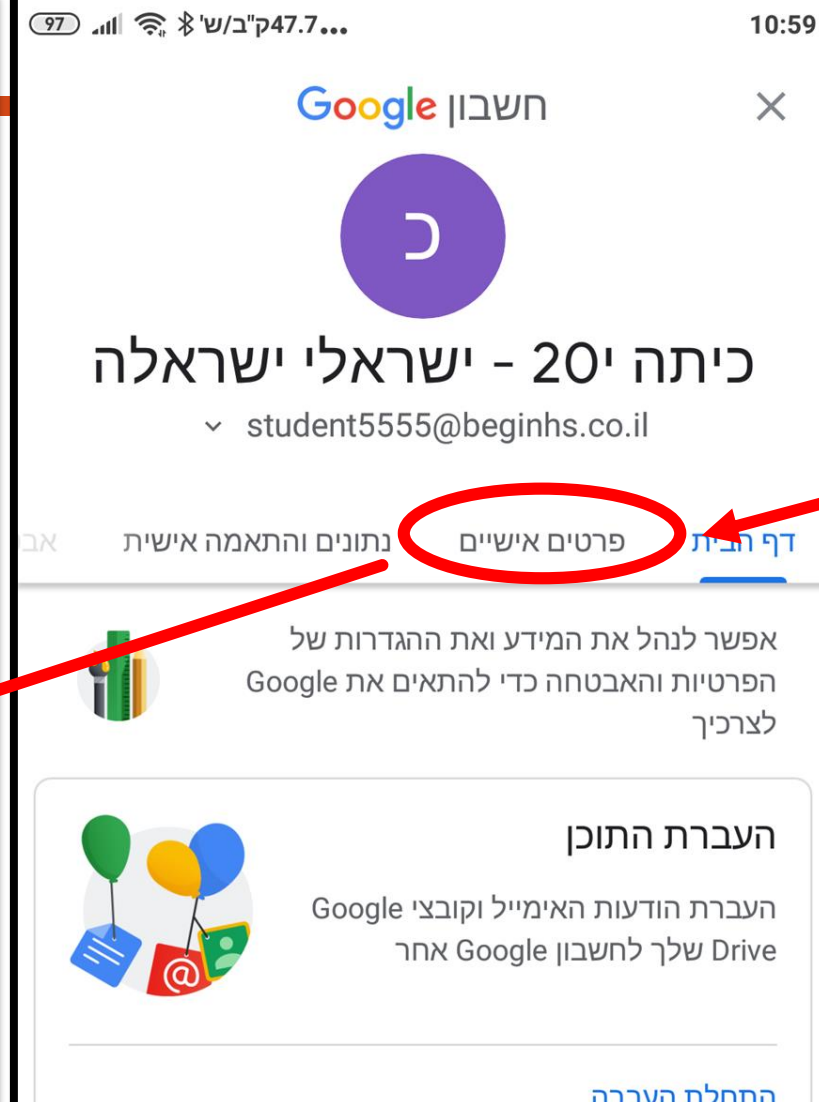 47.7ק"ב/ש'
97
10:59
חשבון Google
כ
כיתה י20 - ישראלי ישראלה
student5555@beginhs.co.il
דף הבית
פרטים אישיים
נתונים והתאמה אישית
אב
אפשר לנהל את המידע ואת ההגדרות של
הפרטיות והאבטחה כדי להתאים את Google
לצרכיך
העברת התוכן
העברת הודעות האימייל וקובצי Google
Drive שלך לחשבון Google אחר
התחלת העברה